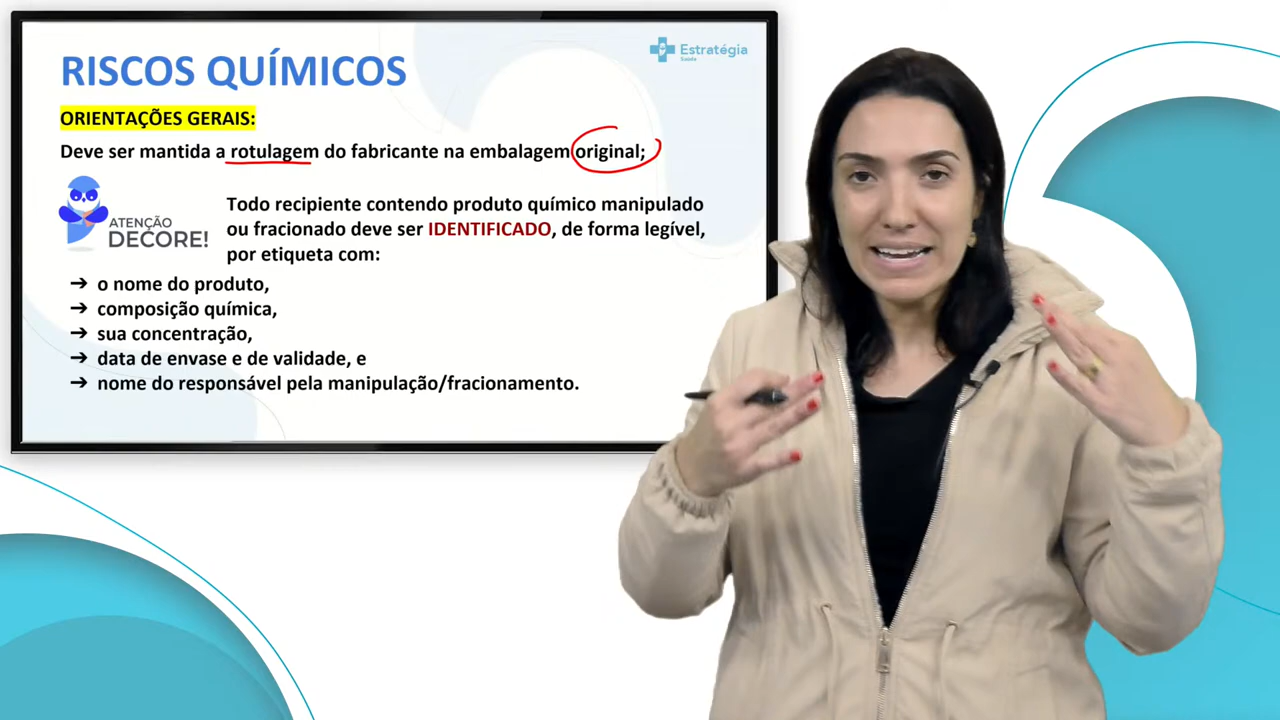 RISCOS QUÍMICOS
Estratégia
Saúde
ORIENTAÇÕES GERAIS:
Deve ser mantida a rotulagem do fabricante na embalagem original;
ATENÇÃO
DECORE!
Todo recipiente contendo produto químico manipulado
ou fracionado deve ser IDENTIFICADO, de forma legível,
por etiqueta com:
➔ o nome do produto,
➔ composição química,
➔ sua concentração,
➔ data de envase e de validade, e
➔ nome do responsável pela manipulação/fracionamento.